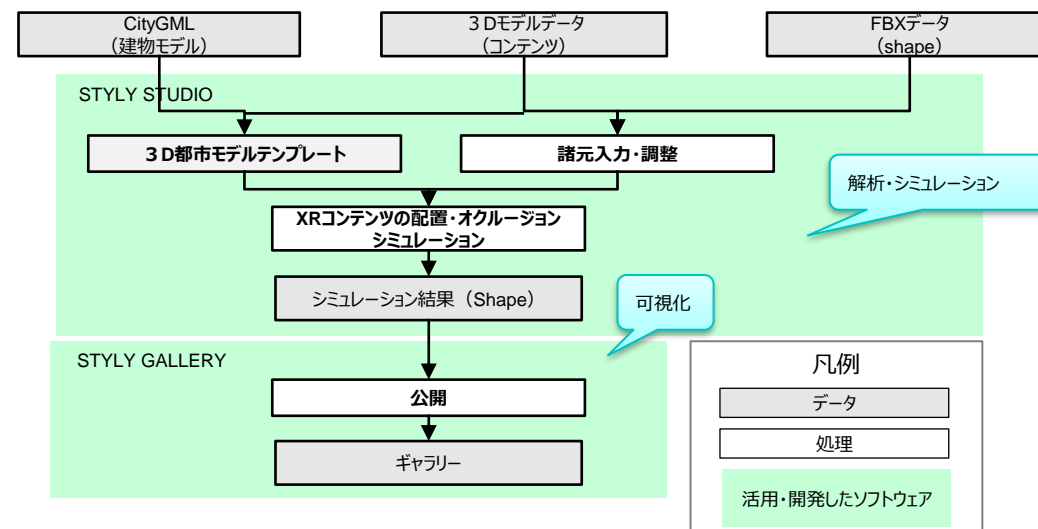 CityGML
（建物モデル）
３Dモデルデータ
（コンテンツ）
FBXデータ
（shape）
STYLY STUDIO
３D都市モデルテンプレート
諸元入力・調整
解析・シミュレーション
XRコンテンツの配置・オクルージョン
シミュレーション
シミュレーション結果（Shape）
可視化
STYLY GALLERY
公開
ギャラリー
凡例
データ
処理
活用・開発したソフトウェア